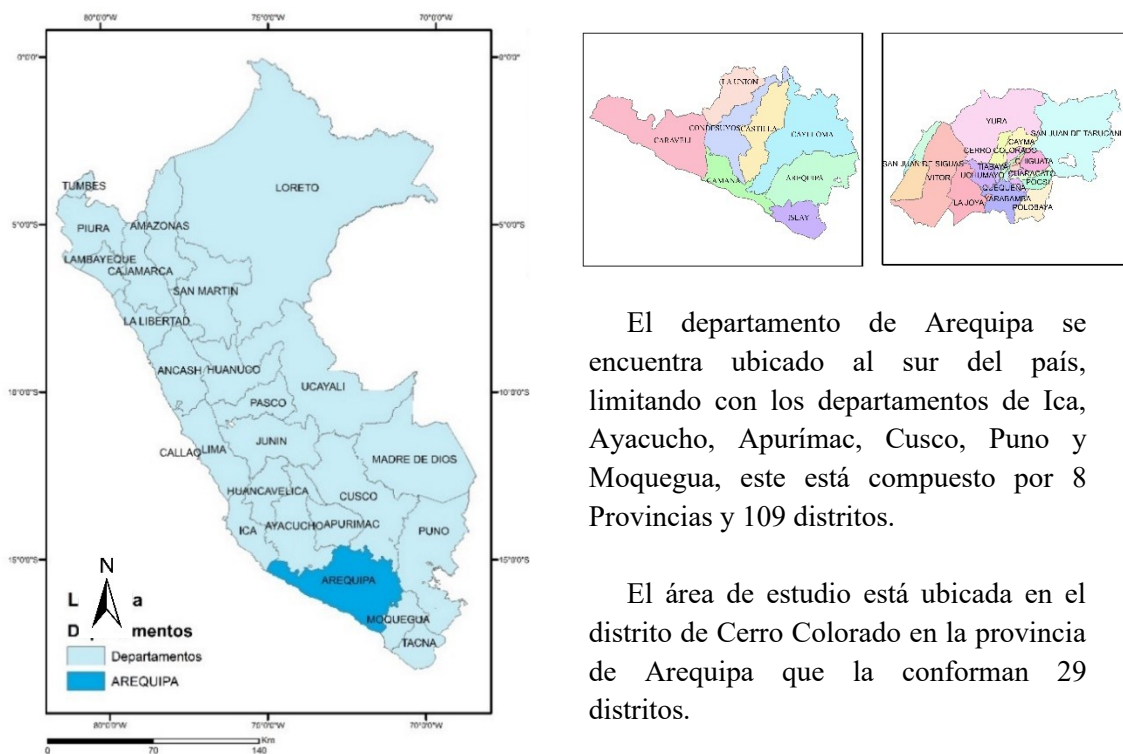 80°0'0"W 75°0'0"W 70°0'0"W
0°0'0" 0°0'0"
TUMBES
LORETO
PIURA
AMAZONAS
5°0'0"S 5°0'0"S
LAMBAYEQUE
CAJAMARCA
SAN MARTIN
LA LIBERTAD
ANCASH
HUANUCO
UCAYALI
10°0'0"S 10°0'0"S
PASCO
JUNIN
CALLAO LIMA
MADRE DE DIOS
HUANCAVELICA
CUSCO
ICA
AYACUCHO APURIMAC
PUNO
15°0'0"S 15°0'0"S
N
AREQUIPA
MOQUEGUA
TACNA
L a
D mentos
Departamentos
AREQUIPA
80°0'0"W 75°0'0"W 70°0'0"W
Km
0 70 140
LA UNION
CONDESUYOS
CASTILLA
CARAVELI
CAYLLOMA
CAMANA
AREQUIPA
ISLAY
YURA
SAN JUAN DE TARUCANI
CAYMA
CERRO COLORADO
SAN JUAN DE SIGUAS
TIABAYA
CHIGUATA
VITOR
UCHUMAYO
CHARACATO
POCSI
QUEQUEÑA
LA JOYA
YARABAMBA
POLOBAYA
El departamento de Arequipa se
encuentra ubicado al sur del país,
limitando con los departamentos de Ica,
Ayacucho, Apurímac, Cusco, Puno y
Moquegua, este está compuesto por 8
Provincias y 109 distritos.
El área de estudio está ubicada en el
distrito de Cerro Colorado en la provincia
de Arequipa que la conforman 29
distritos.